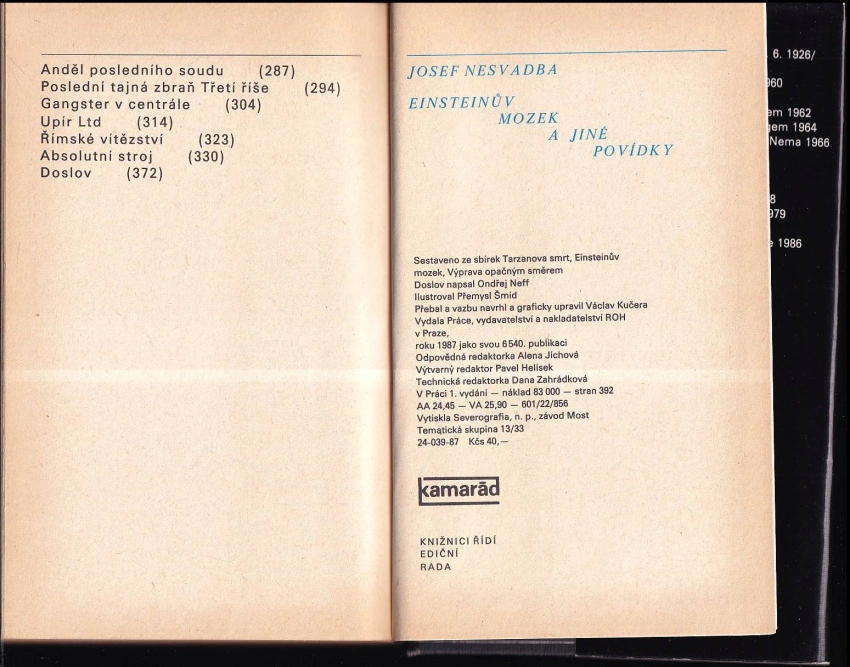 Anděl posledního soudu (287)
Poslední tajná zbraň Třetí říše (294)
Gangster v centrále (304)
Upír Ltd (314)
Římské vítězství (323)
Absolutní stroj (330)
Doslov (372)
JOSEF NESVADBA
EINSTEINŮV
MOZEK
A JINÉ
POVÍDKY
Sestaveno ze sbírek Tarzanova smrt, Einsteinův
mozek, Výprava opačným směrem
Doslov napsal Ondřej Neff
Ilustroval Přemysl Šmíd
Přebal a vazbu navrhl a graficky upravil Václav Kučera
Vydala Práce, vydavatelství a nakladatelství ROH
v Praze,
roku 1987 jako svou 6540. publikaci
Odpovědná redaktorka Alena Jíchová
Výtvarný redaktor Pavel Helísek
Technická redaktorka Dana Zahrádková
V Práci 1. vydání — náklad 83 000 — stran 392
AA 24,45 — VA 25,90 — 601/22/856
Vytiskla Severografia, n. p., závod Most
Tematická skupina 13/33
24-039-87 Kčs 40,—
kamarád
KNIŽNICI ŘÍDÍ
EDIČNÍ
RADA
6. 1926/
1962
1964
Nema 1966
1986